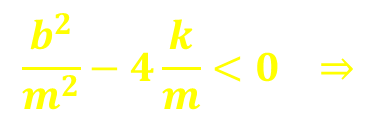 b²/m² − 4 k/m < 0 ⇒